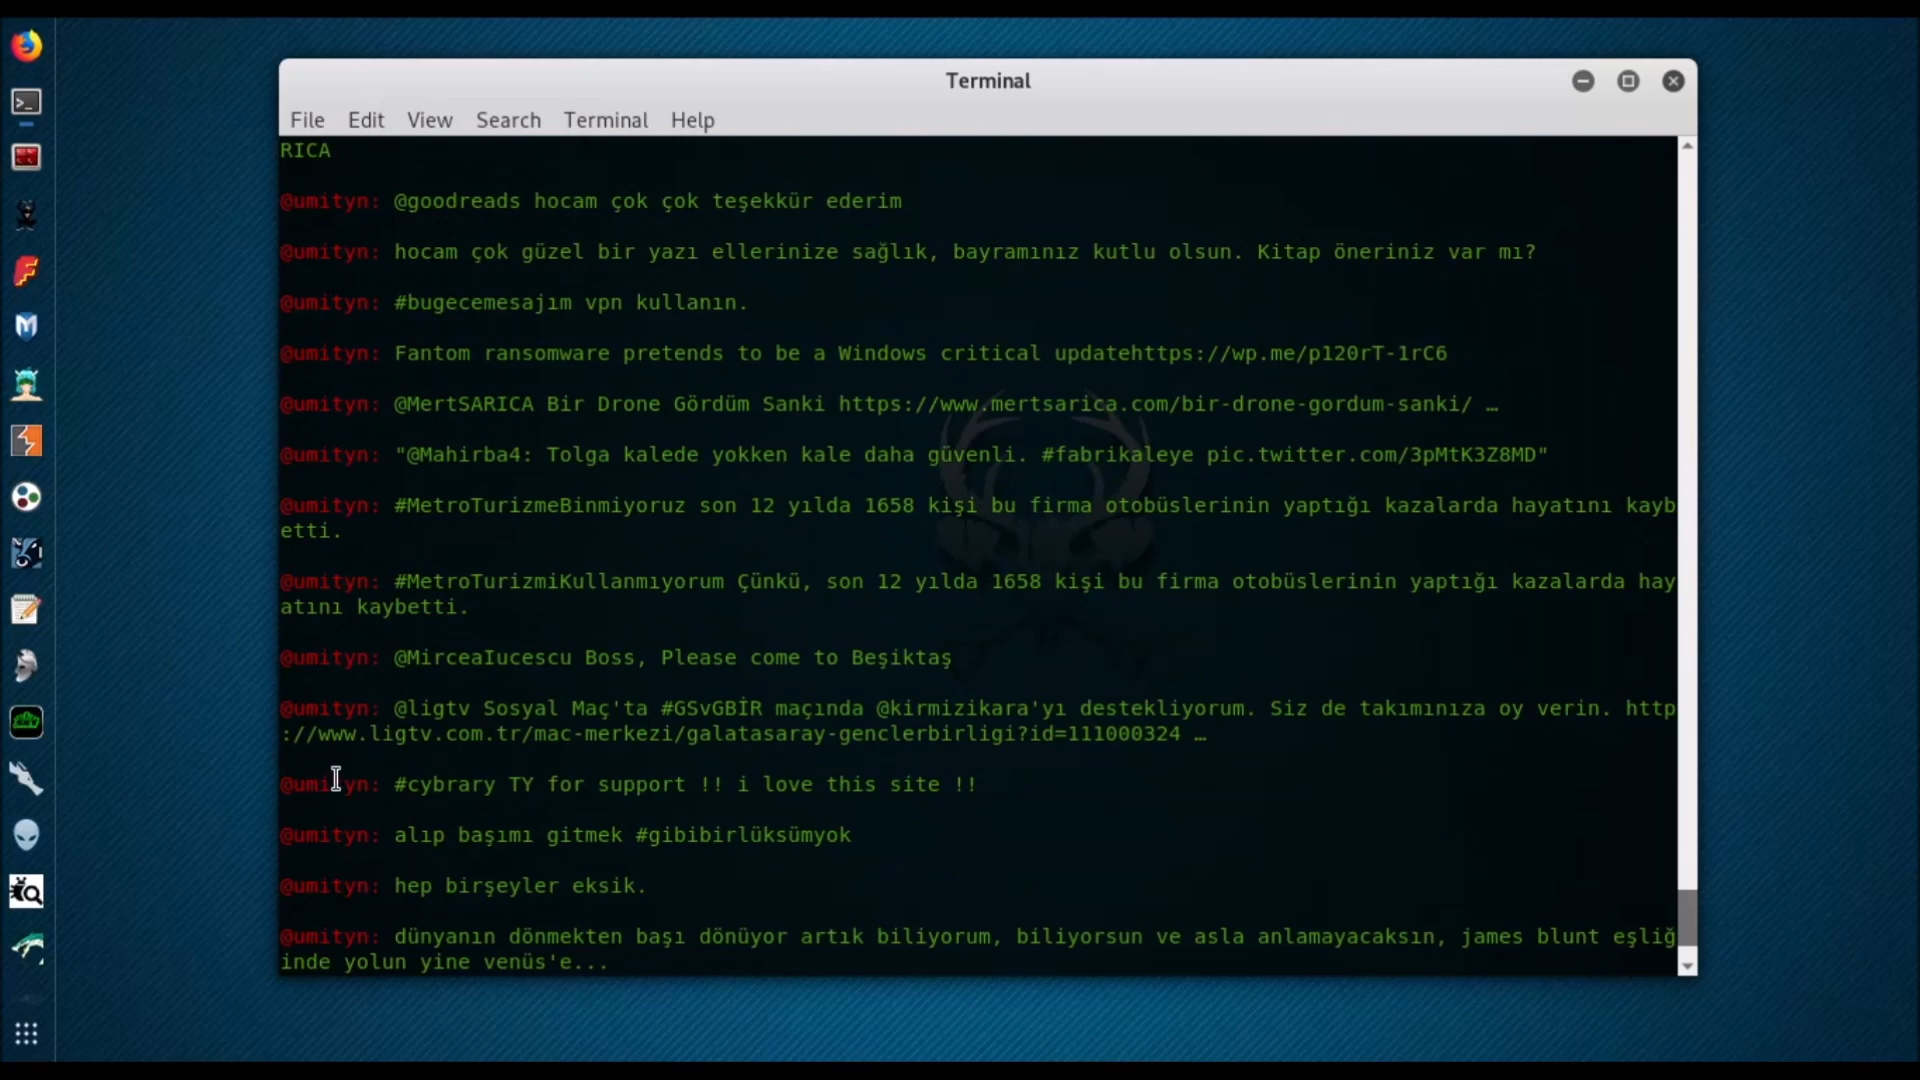 Terminal
File Edit View Search Terminal Help
RICA
@umityn: @goodreads hocam çok çok teşekkür ederim
@umityn: hocam çok güzel bir yazı ellerinize sağlık, bayramınız kutlu olsun. Kitap öneriniz var mı?
@umityn: #bugecemesajım vpn kullanın.
@umityn: Fantom ransomware pretends to be a Windows critical updatehttps://wp.me/p120rT-1rC6
@umityn: @MertSARICA Bir Drone Gördüm Sanki https://www.mertsarica.com/bir-drone-gordum-sanki/ …
@umityn: "@Mahirba4: Tolga kalede yokken kale daha güvenli. #fabrikaleye pic.twitter.com/3pMtK3Z8MD"
@umityn: #MetroTurizmeBinmiyoruz son 12 yılda 1658 kişi bu firma otobüslerinin yaptığı kazalarda hayatını kayb
etti.
@umityn: #MetroTurizmiKullanmıyorum Çünkü, son 12 yılda 1658 kişi bu firma otobüslerinin yaptığı kazalarda hay
atını kaybetti.
@umityn: @MirceaIucescu Boss, Please come to Beşiktaş
@umityn: @ligtv Sosyal Maç'ta #GSvGBİR maçında @kirmizikara'yı destekliyorum. Siz de takımınıza oy verin. http
://www.ligtv.com.tr/mac-merkezi/galatasaray-genclerbirligi?id=111000324 …
@umityn: #cybrary TY for support !! i love this site !!
@umityn: alıp başımı gitmek #gibibirlüksümyok
@umityn: hep birşeyler eksik.
@umityn: dünyanın dönmekten başı dönüyor artık biliyorum, biliyorsun ve asla anlamayacaksın, james blunt eşliğ
inde yolun yine venüs'e...